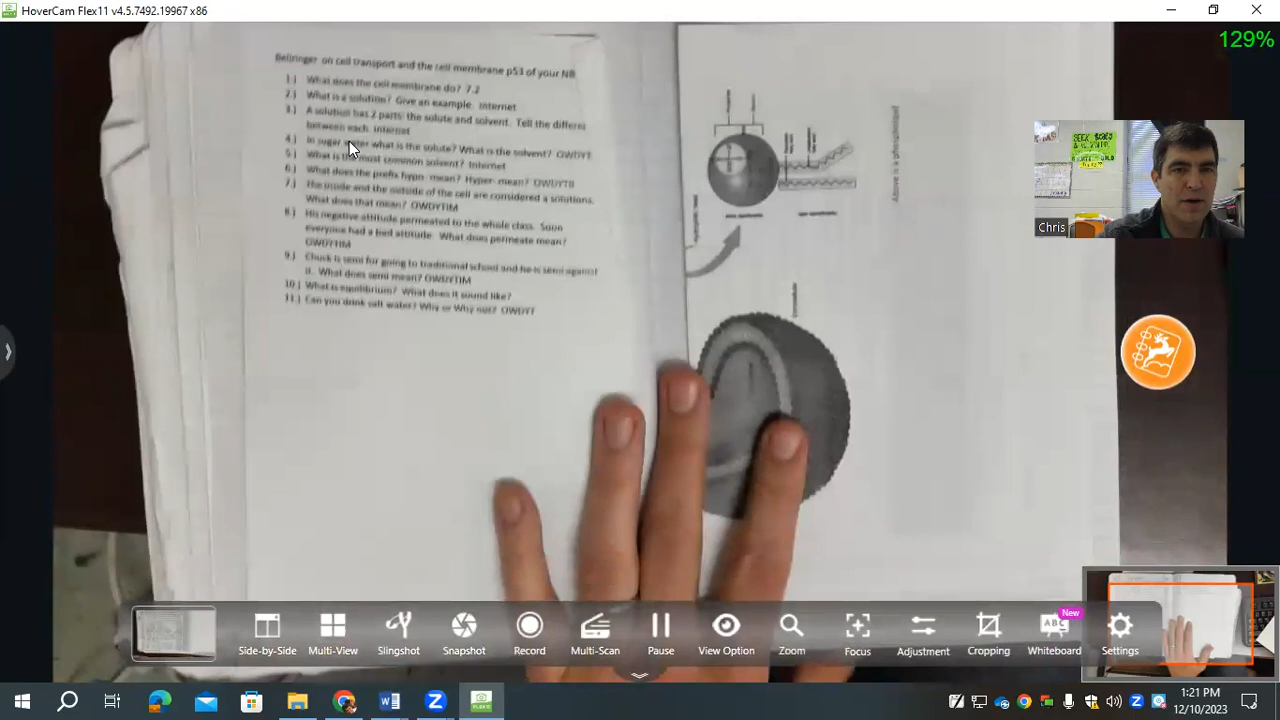 HoverCam Flex11 v4.5.7492.19967 x86
129%
Bellringer on cell transport and the cell membrane p53 of your NB
1.) What does the cell membrane do? 7.2
2.) What is a solution? Give an example. Internet
3.) A solution has 2 parts the solute and solvent. Tell the differe
between each. Internet
4.) In sugar water what is the solute? What is the solvent? OWDYT
5.) What is the most common solvent? Internet
6.) What does the prefix hypo- mean? Hyper- mean? OWDYTII
7.) The inside and the outside of the cell are considered a solutions.
What does that mean? OWDYTIM
8.) His negative attitude permeated to the whole class. Soon
everyone had a bad attitude. What does permeate mean?
OWDYTIM
9.) Chuck is semi for going to traditional school and he is semi against
it. What does semi mean? OWDYTIM
10.) What is equilibrium? What does it sound like?
11.) Can you drink salt water? Why or Why not? OWDYT
Above is a phospholipid
SEEK
Chris
Side-by-Side
Multi-View
Slingshot
Snapshot
Record
Multi-Scan
Pause
View Option
Zoom
Focus
Adjustment
Cropping
New
ABC
Whiteboard
Settings
1:21 PM
12/10/2023